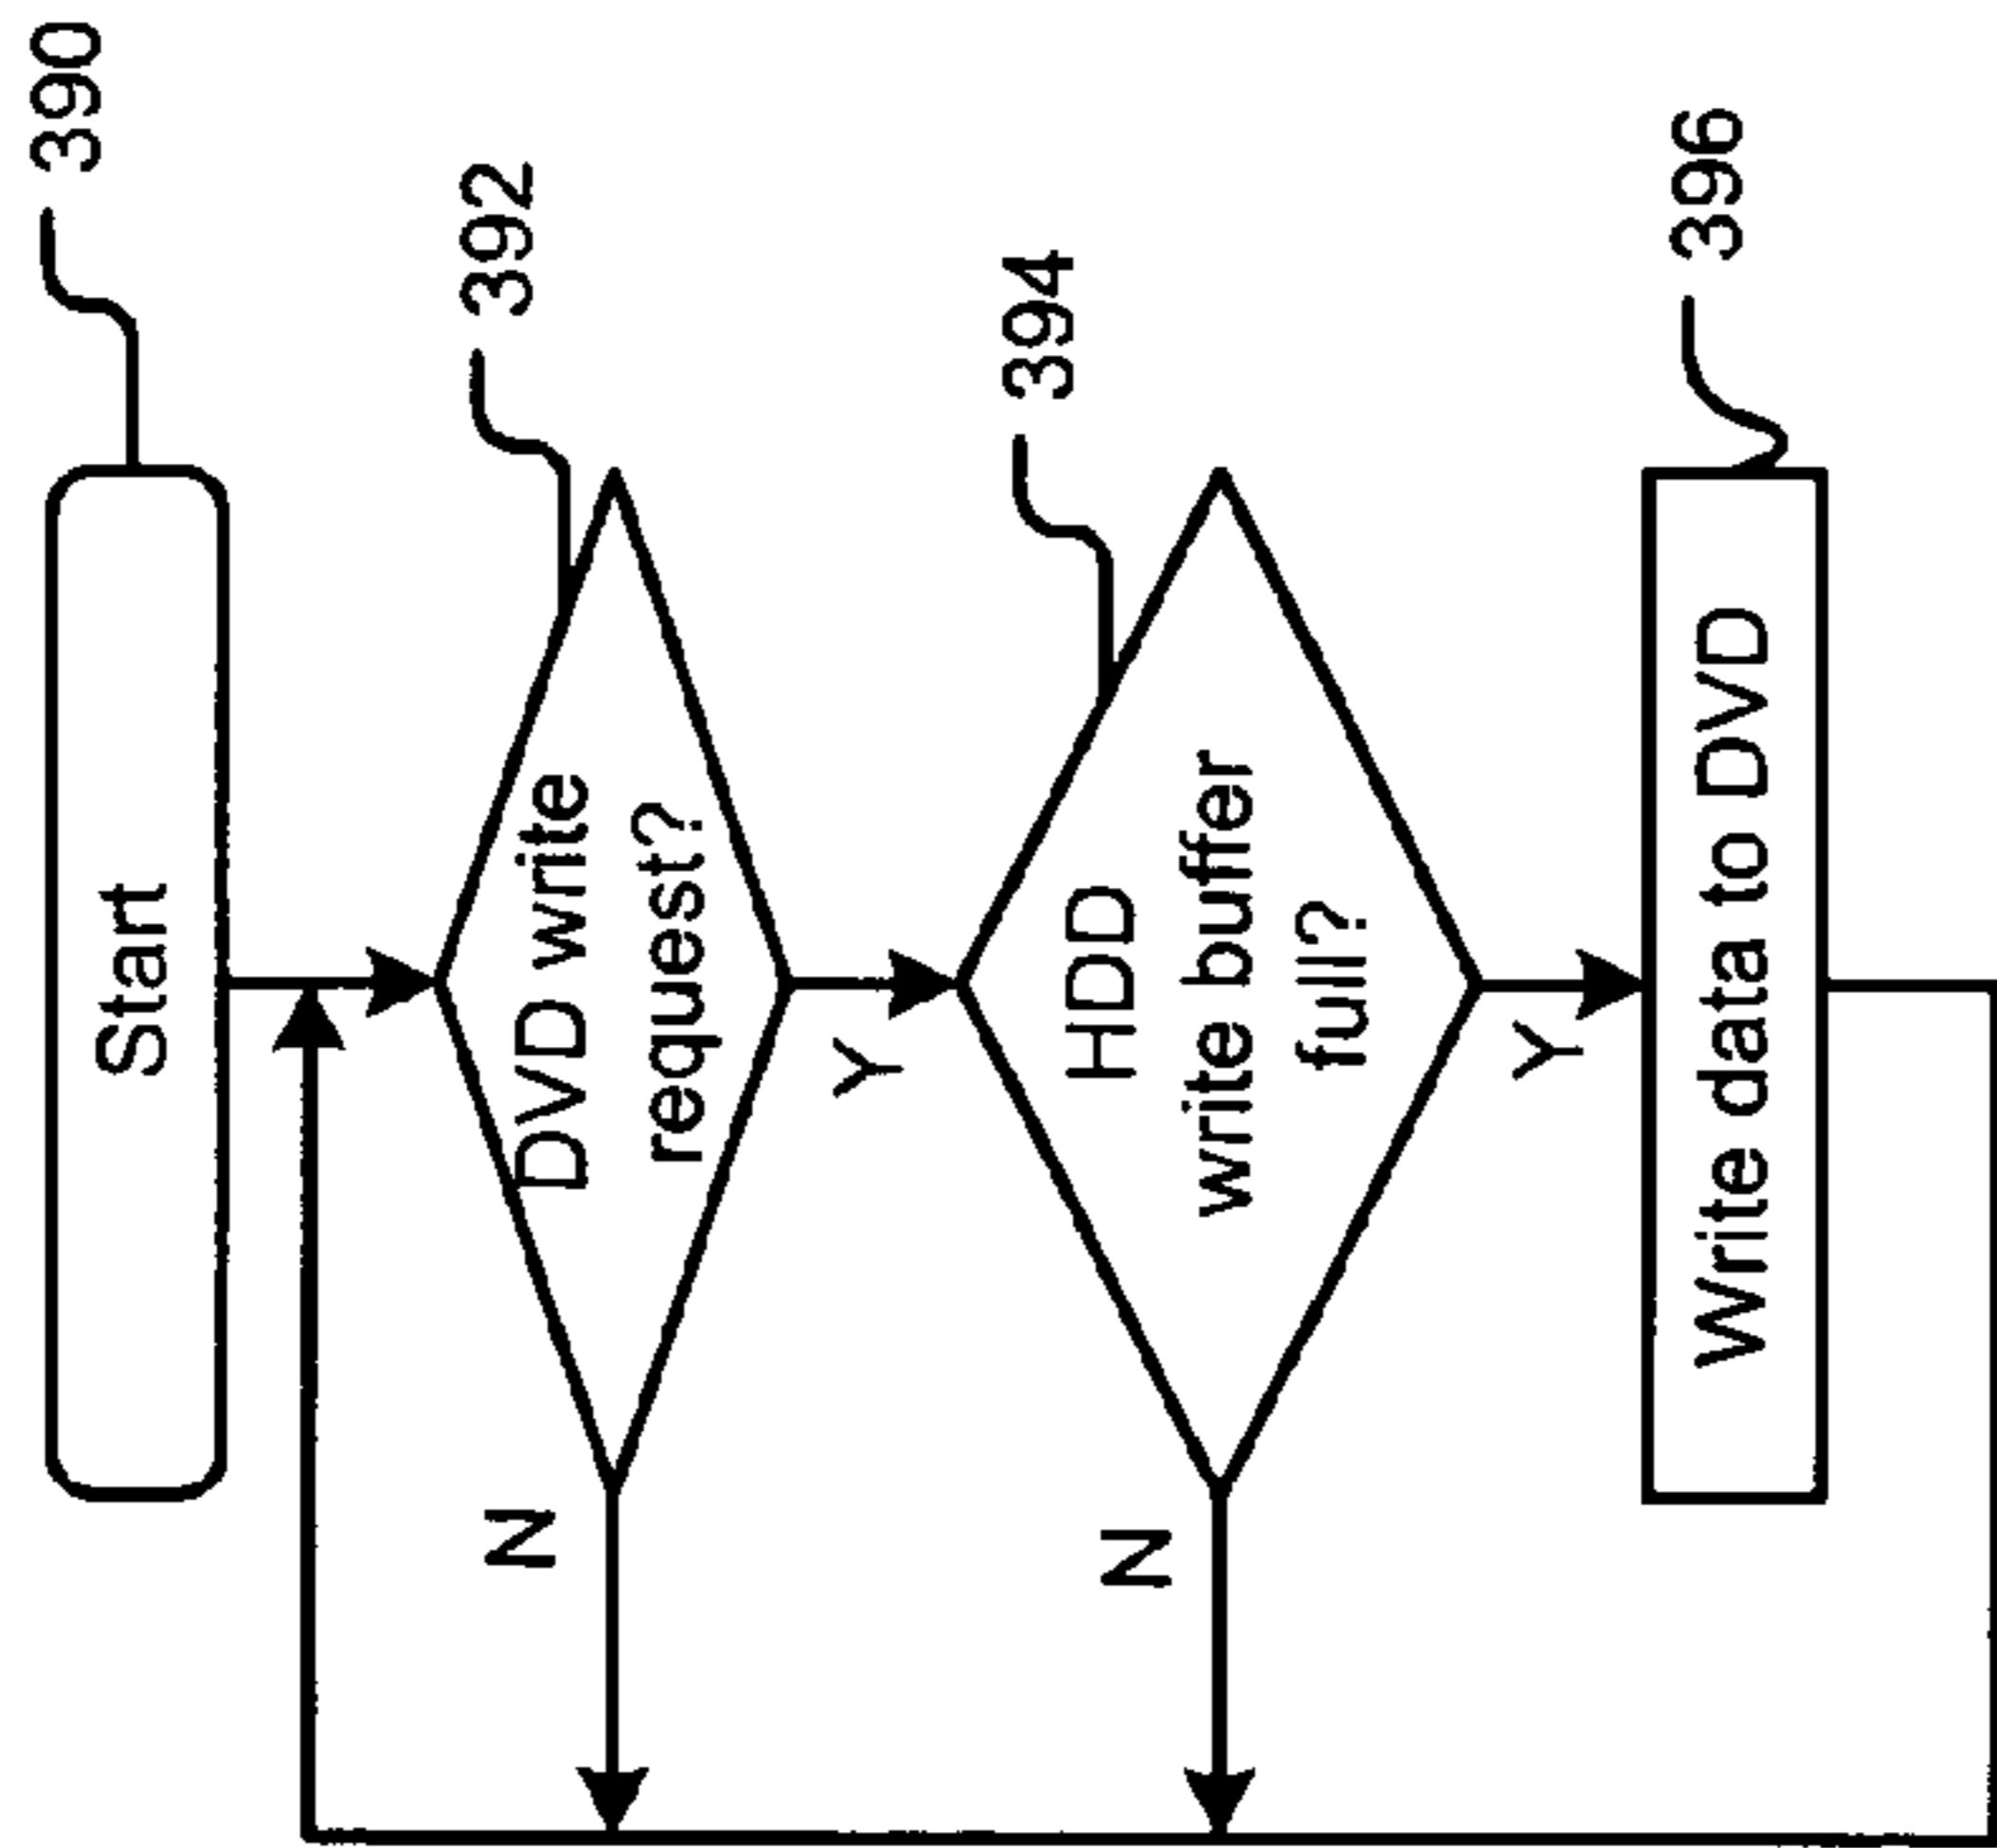 Start
390
DVD write
request?
392
N
Y
HDD
write buffer
full?
394
N
Y
Write data to DVD
396